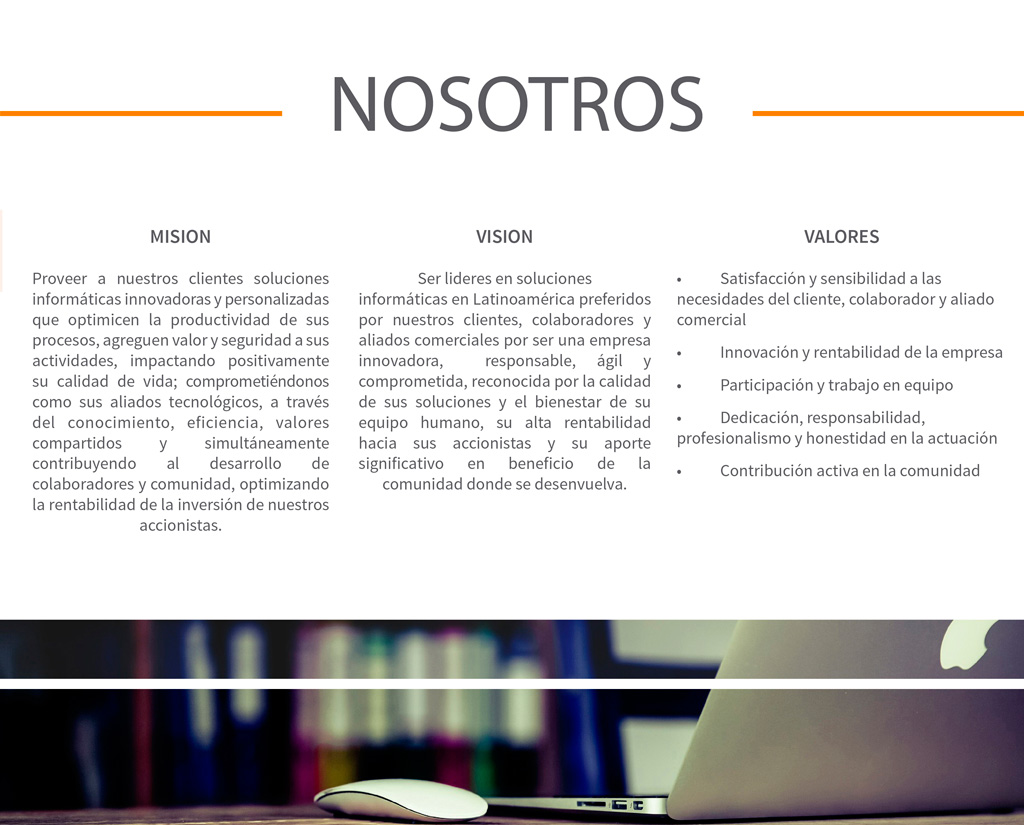 NOSOTROS
MISION
Proveer a nuestros clientes soluciones
informáticas innovadoras y personalizadas
que optimicen la productividad de sus
procesos, agreguen valor y seguridad a sus
actividades, impactando positivamente
su calidad de vida; comprometiéndonos
como sus aliados tecnológicos, a través
del conocimiento, eficiencia, valores
compartidos y simultáneamente
contribuyendo al desarrollo de
colaboradores y comunidad, optimizando
la rentabilidad de la inversión de nuestros
accionistas.
VISION
Ser lideres en soluciones
informáticas en Latinoamérica preferidos
por nuestros clientes, colaboradores y
aliados comerciales por ser una empresa
innovadora, responsable, ágil y
comprometida, reconocida por la calidad
de sus soluciones y el bienestar de su
equipo humano, su alta rentabilidad
hacia sus accionistas y su aporte
significativo en beneficio de la
comunidad donde se desenvuelva.
VALORES
• Satisfacción y sensibilidad a las
necesidades del cliente, colaborador y aliado
comercial
• Innovación y rentabilidad de la empresa
• Participación y trabajo en equipo
• Dedicación, responsabilidad,
profesionalismo y honestidad en la actuación
• Contribución activa en la comunidad